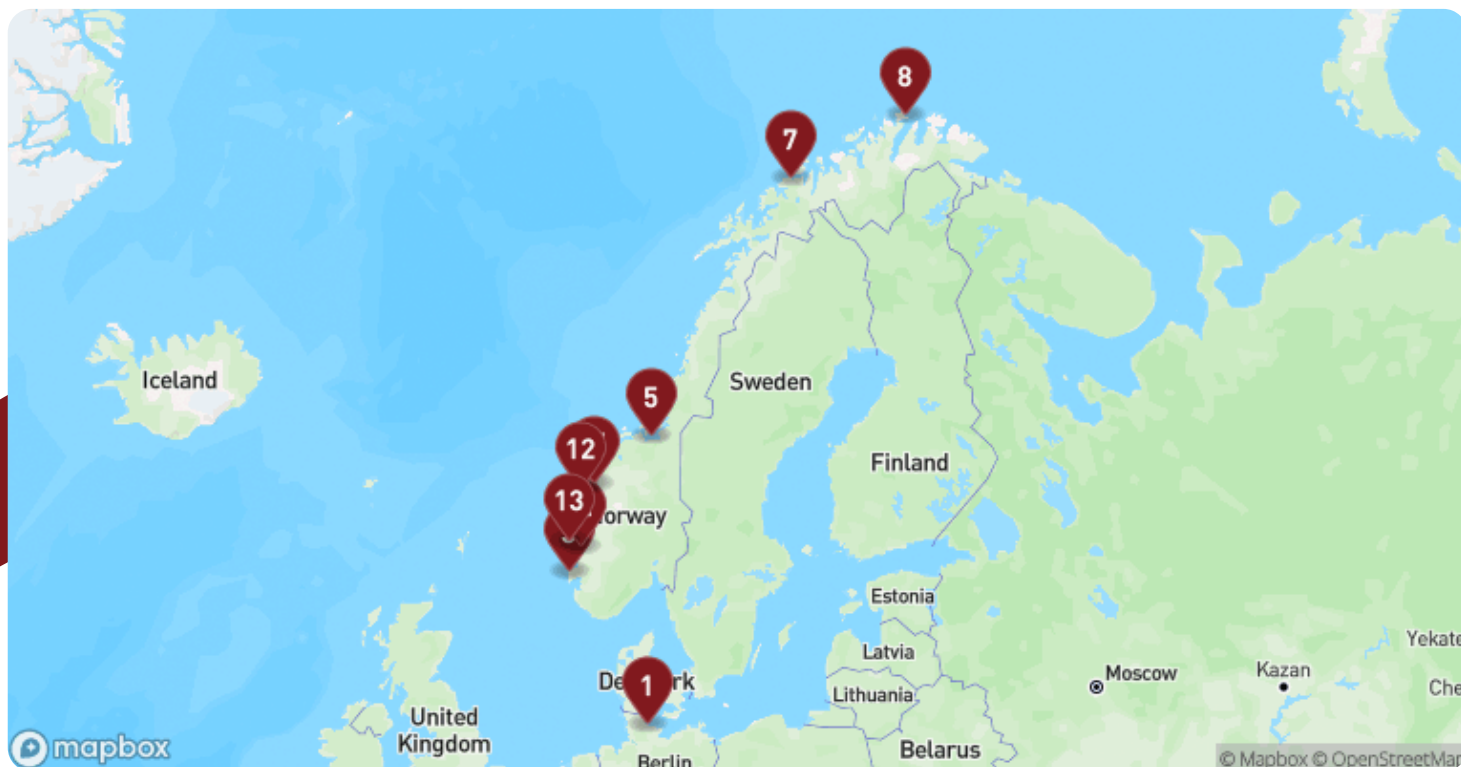 8
7
Iceland
Sweden
5
12
Finland
13
orway
Estonia
Latvia
Lithuania
De rk
1
Moscow
Kazan
Yekate
Che
United
Kingdom
Belarus
Berlin
mapbox
© Mapbox © OpenStreetMap